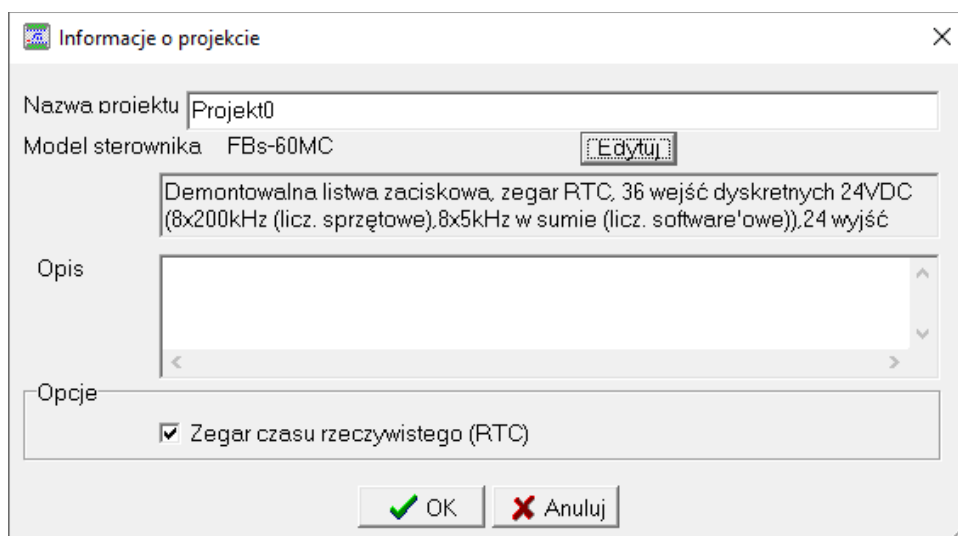 Informacje o projekcie
Nazwa projektu Projekt0
Model sterownika FBs-60MC Edytuj
Demontowalna listwa zaciskowa, zegar RTC, 36 wejść dyskretnych 24VDC
(8x200kHz (licz. sprzętowe),8x5kHz w sumie (licz. software'owe)),24 wyjść
Opis
Opcje
Zegar czasu rzeczywistego (RTC)
OK Anuluj